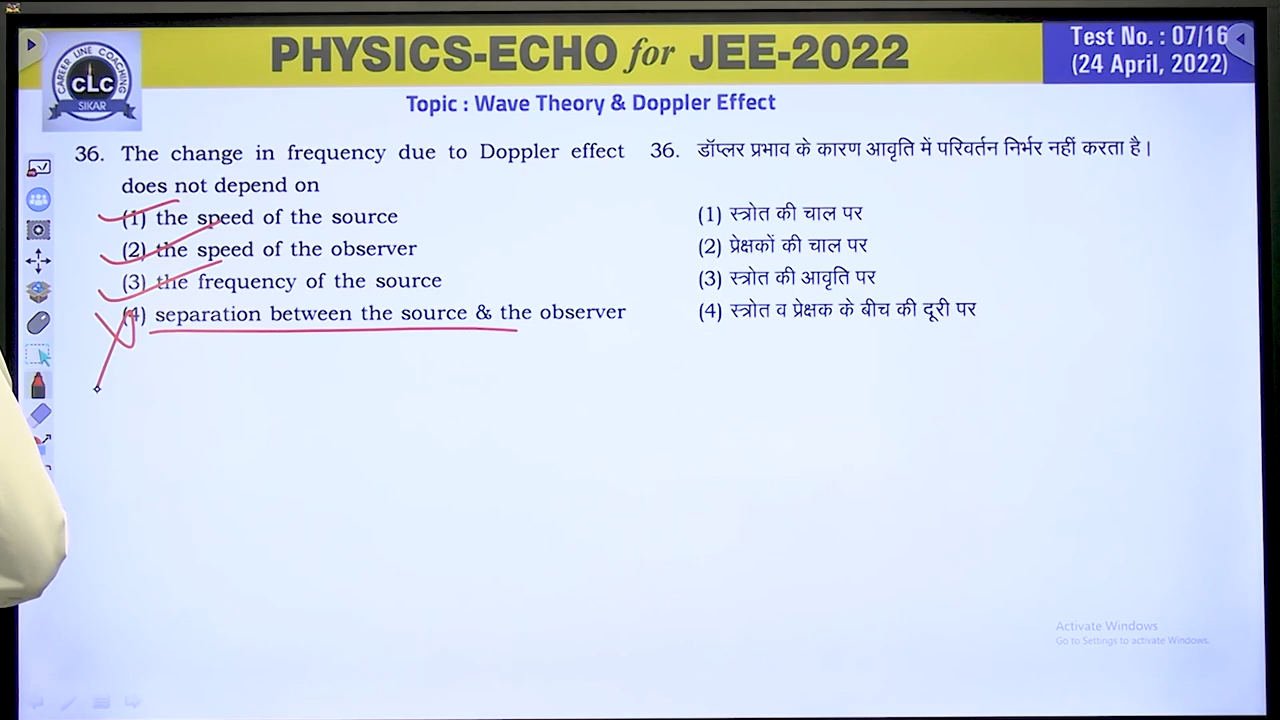 PHYSICS-ECHO for JEE-2022
Test No. : 07/16
(24 April, 2022)
CAREER LINE COACHING
CLC
SIKAR
Topic : Wave Theory & Doppler Effect
36. The change in frequency due to Doppler effect
does not depend on
(1) the speed of the source
(2) the speed of the observer
(3) the frequency of the source
(4) separation between the source & the observer
36. डॉप्लर प्रभाव के कारण आवृति में परिवर्तन निर्भर नहीं करता है।
(1) स्त्रोत की चाल पर
(2) प्रेक्षकों की चाल पर
(3) स्त्रोत की आवृति पर
(4) स्त्रोत व प्रेक्षक के बीच की दूरी पर
Activate Windows
Go to Settings to activate Windows.